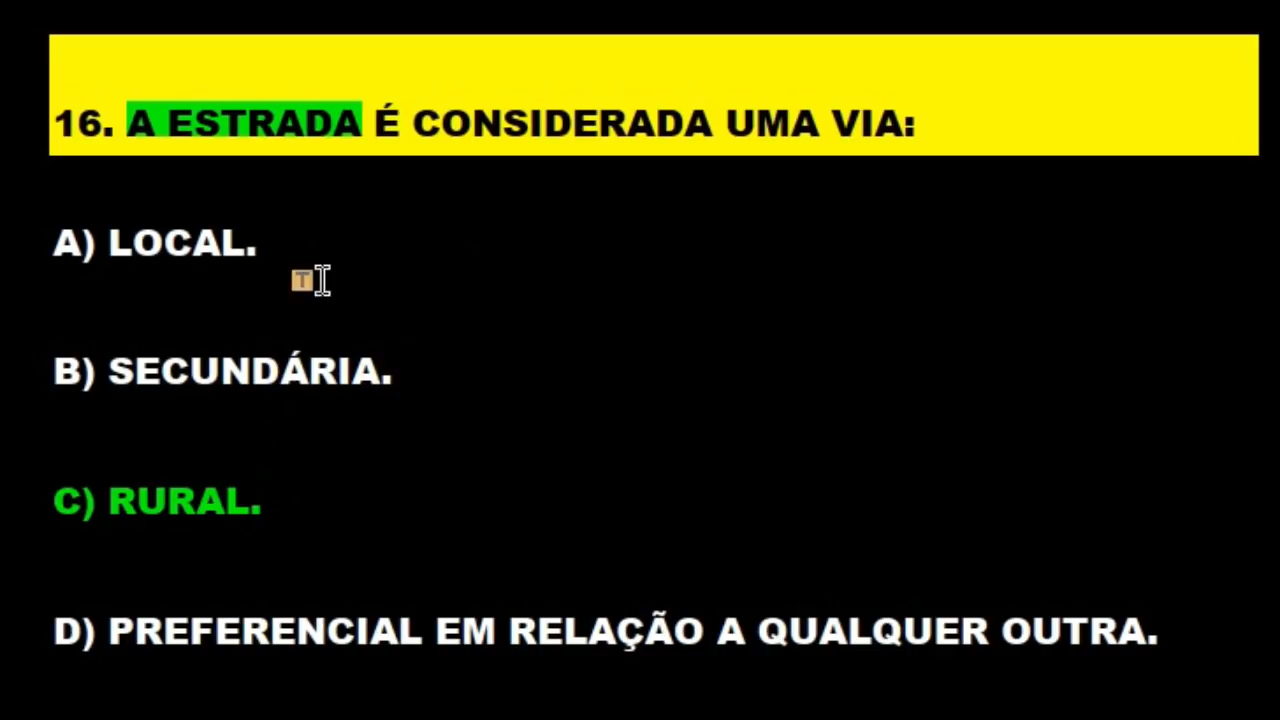 16. A ESTRADA É CONSIDERADA UMA VIA:
A) LOCAL.
T
B) SECUNDÁRIA.
C) RURAL.
D) PREFERENCIAL EM RELAÇÃO A QUALQUER OUTRA.